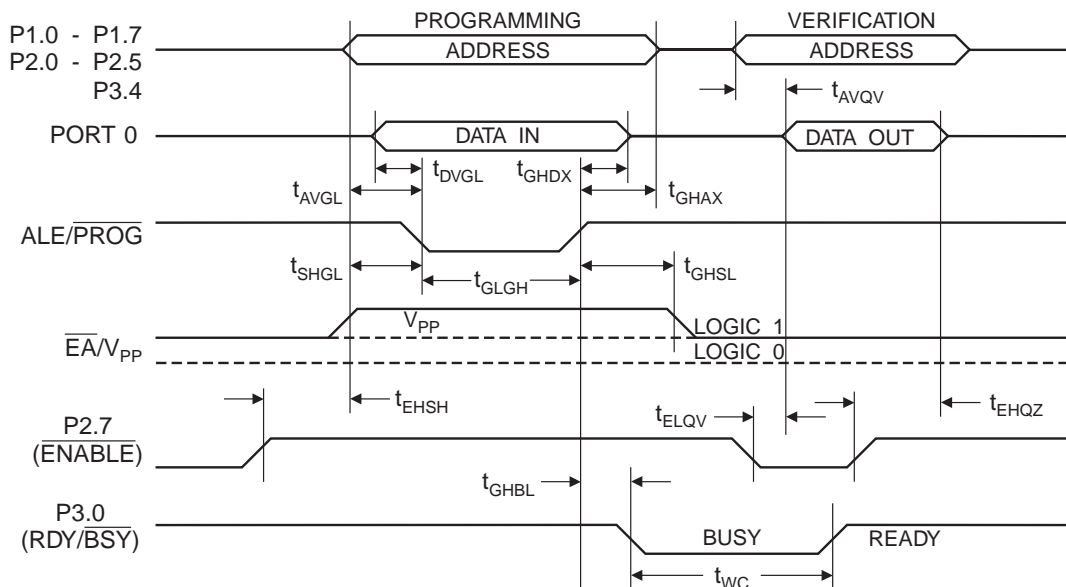 PROGRAMMING
VERIFICATION
P1.0 - P1.7
P2.0 - P2.5
P3.4
ADDRESS
ADDRESS
tAVQV
PORT 0
DATA IN
DATA OUT
tDVGL
tGHDX
tAVGL
tGHAX
ALE/PROG
tSHGL
tGLGH
tGHSL
VPP
LOGIC 1
EA/VPP
LOGIC 0
tEHSH
tELQV
tEHQZ
P2.7
(ENABLE)
tGHBL
P3.0
(RDY/BSY)
BUSY
READY
tWC